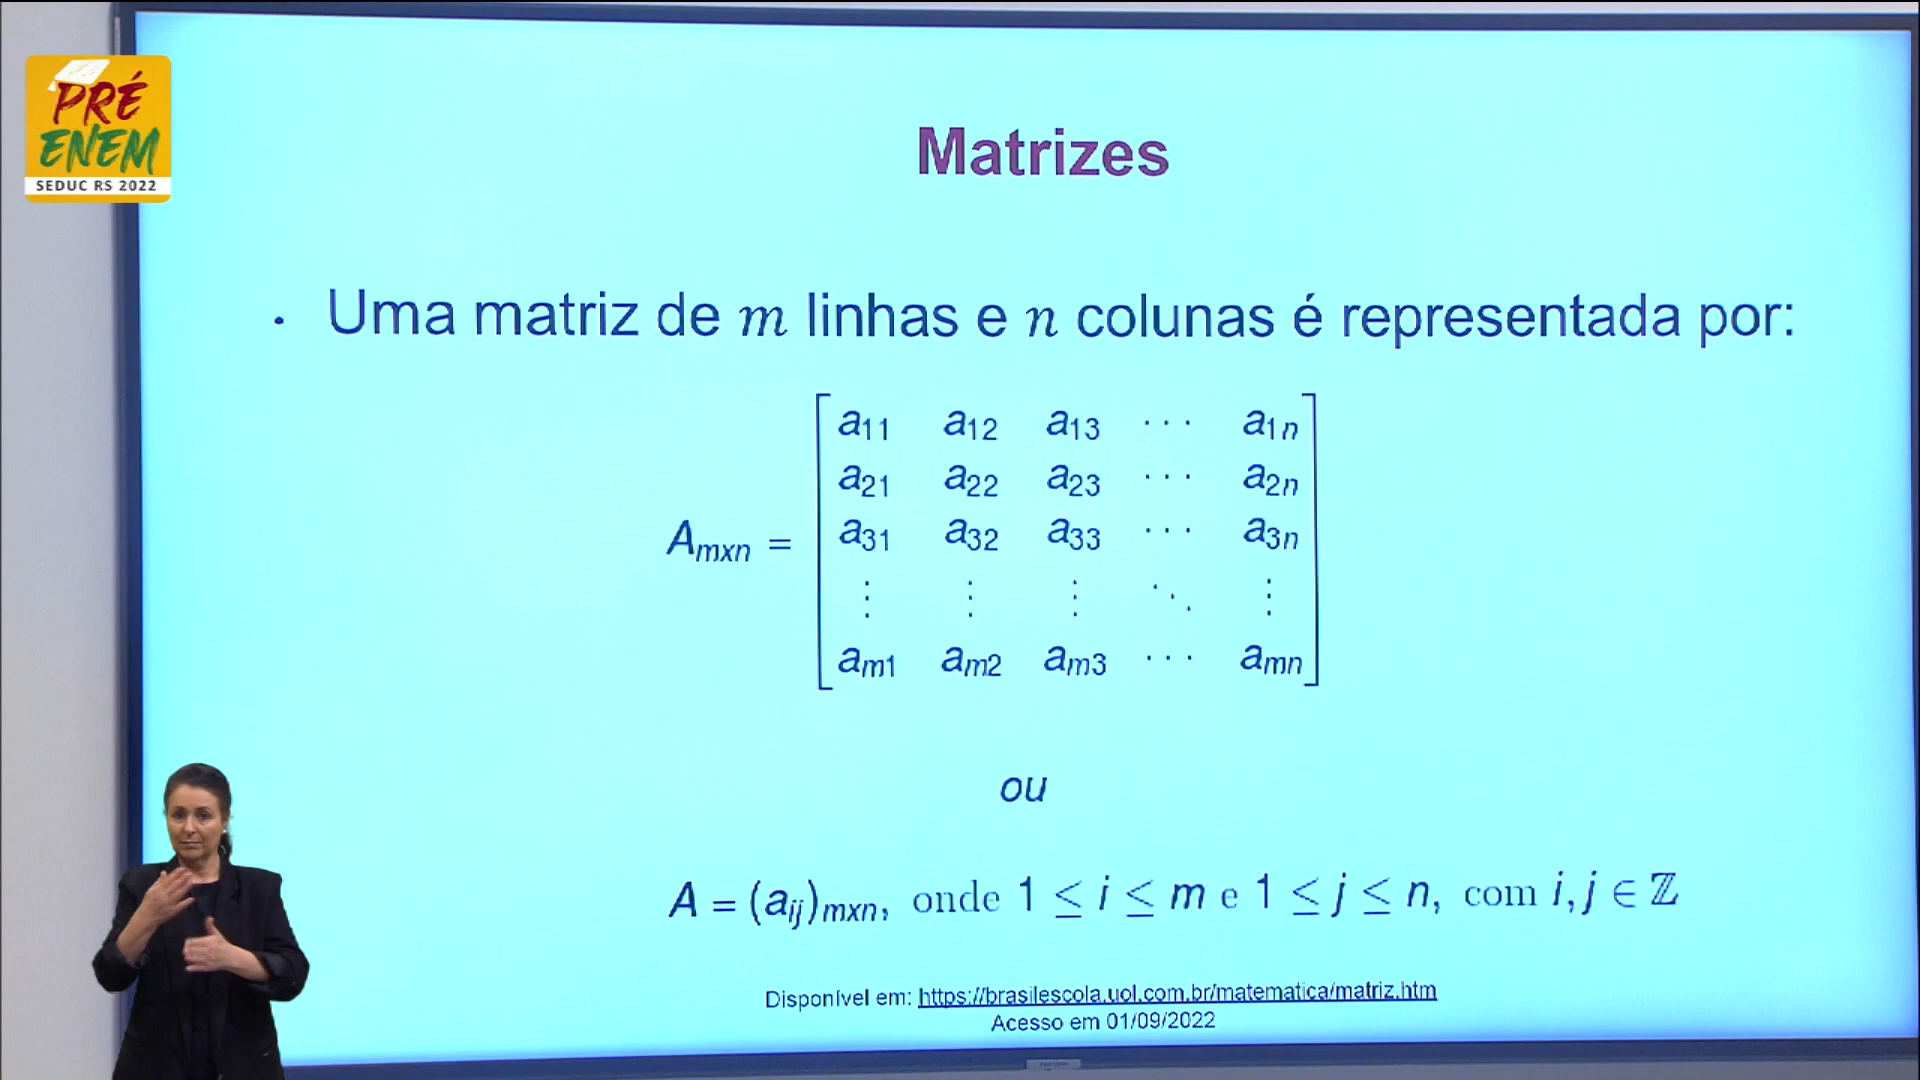 PRÉ
ENEM
SEDUC RS 2022
Matrizes
• Uma matriz de m linhas e n colunas é representada por:
a11 a12 a13 ··· a1n
a21 a22 a23 ··· a2n
Amxn = a31 a32 a33 ··· a3n
⋮ ⋮ ⋮ ⋱ ⋮
am1 am2 am3 ··· amn
ou
A = (aij)mxn, onde 1 ≤ i ≤ m e 1 ≤ j ≤ n, com i, j ∈ ℤ
Disponível em: https://brasilescola.uol.com.br/matematica/matriz.htm
Acesso em 01/09/2022